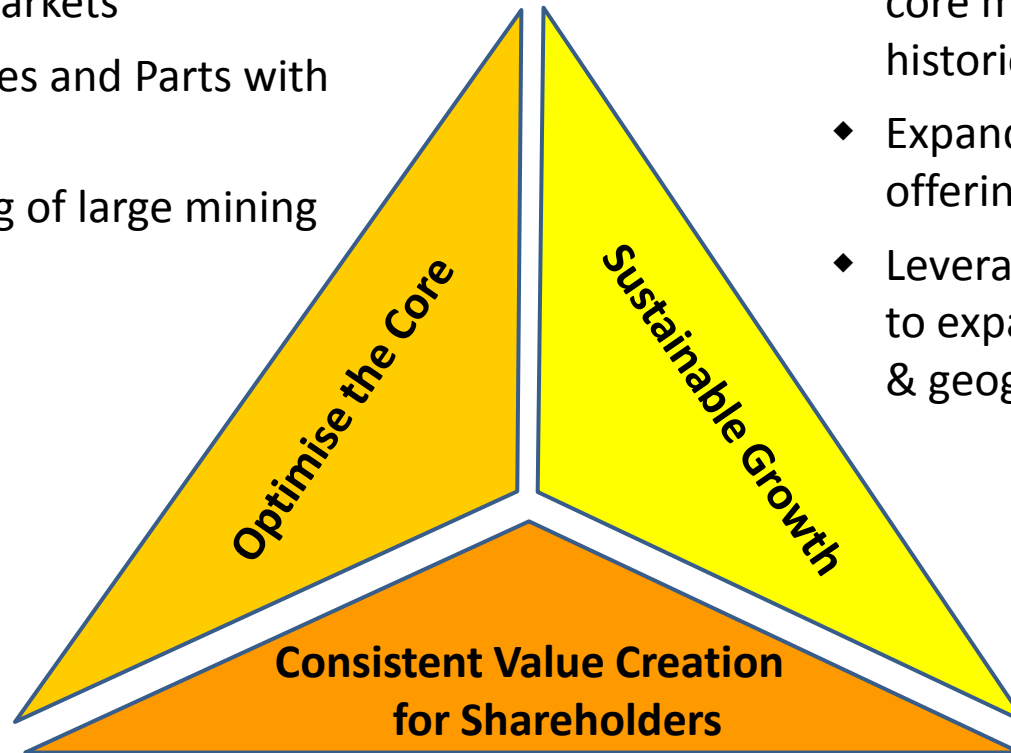 arkets
es and Parts with
g of large mining
core m
histori
◆ Expand
offerin
◆ Levera
to expa
& geog
Optimise the Core
Sustainable Growth
Consistent Value Creation
for Shareholders